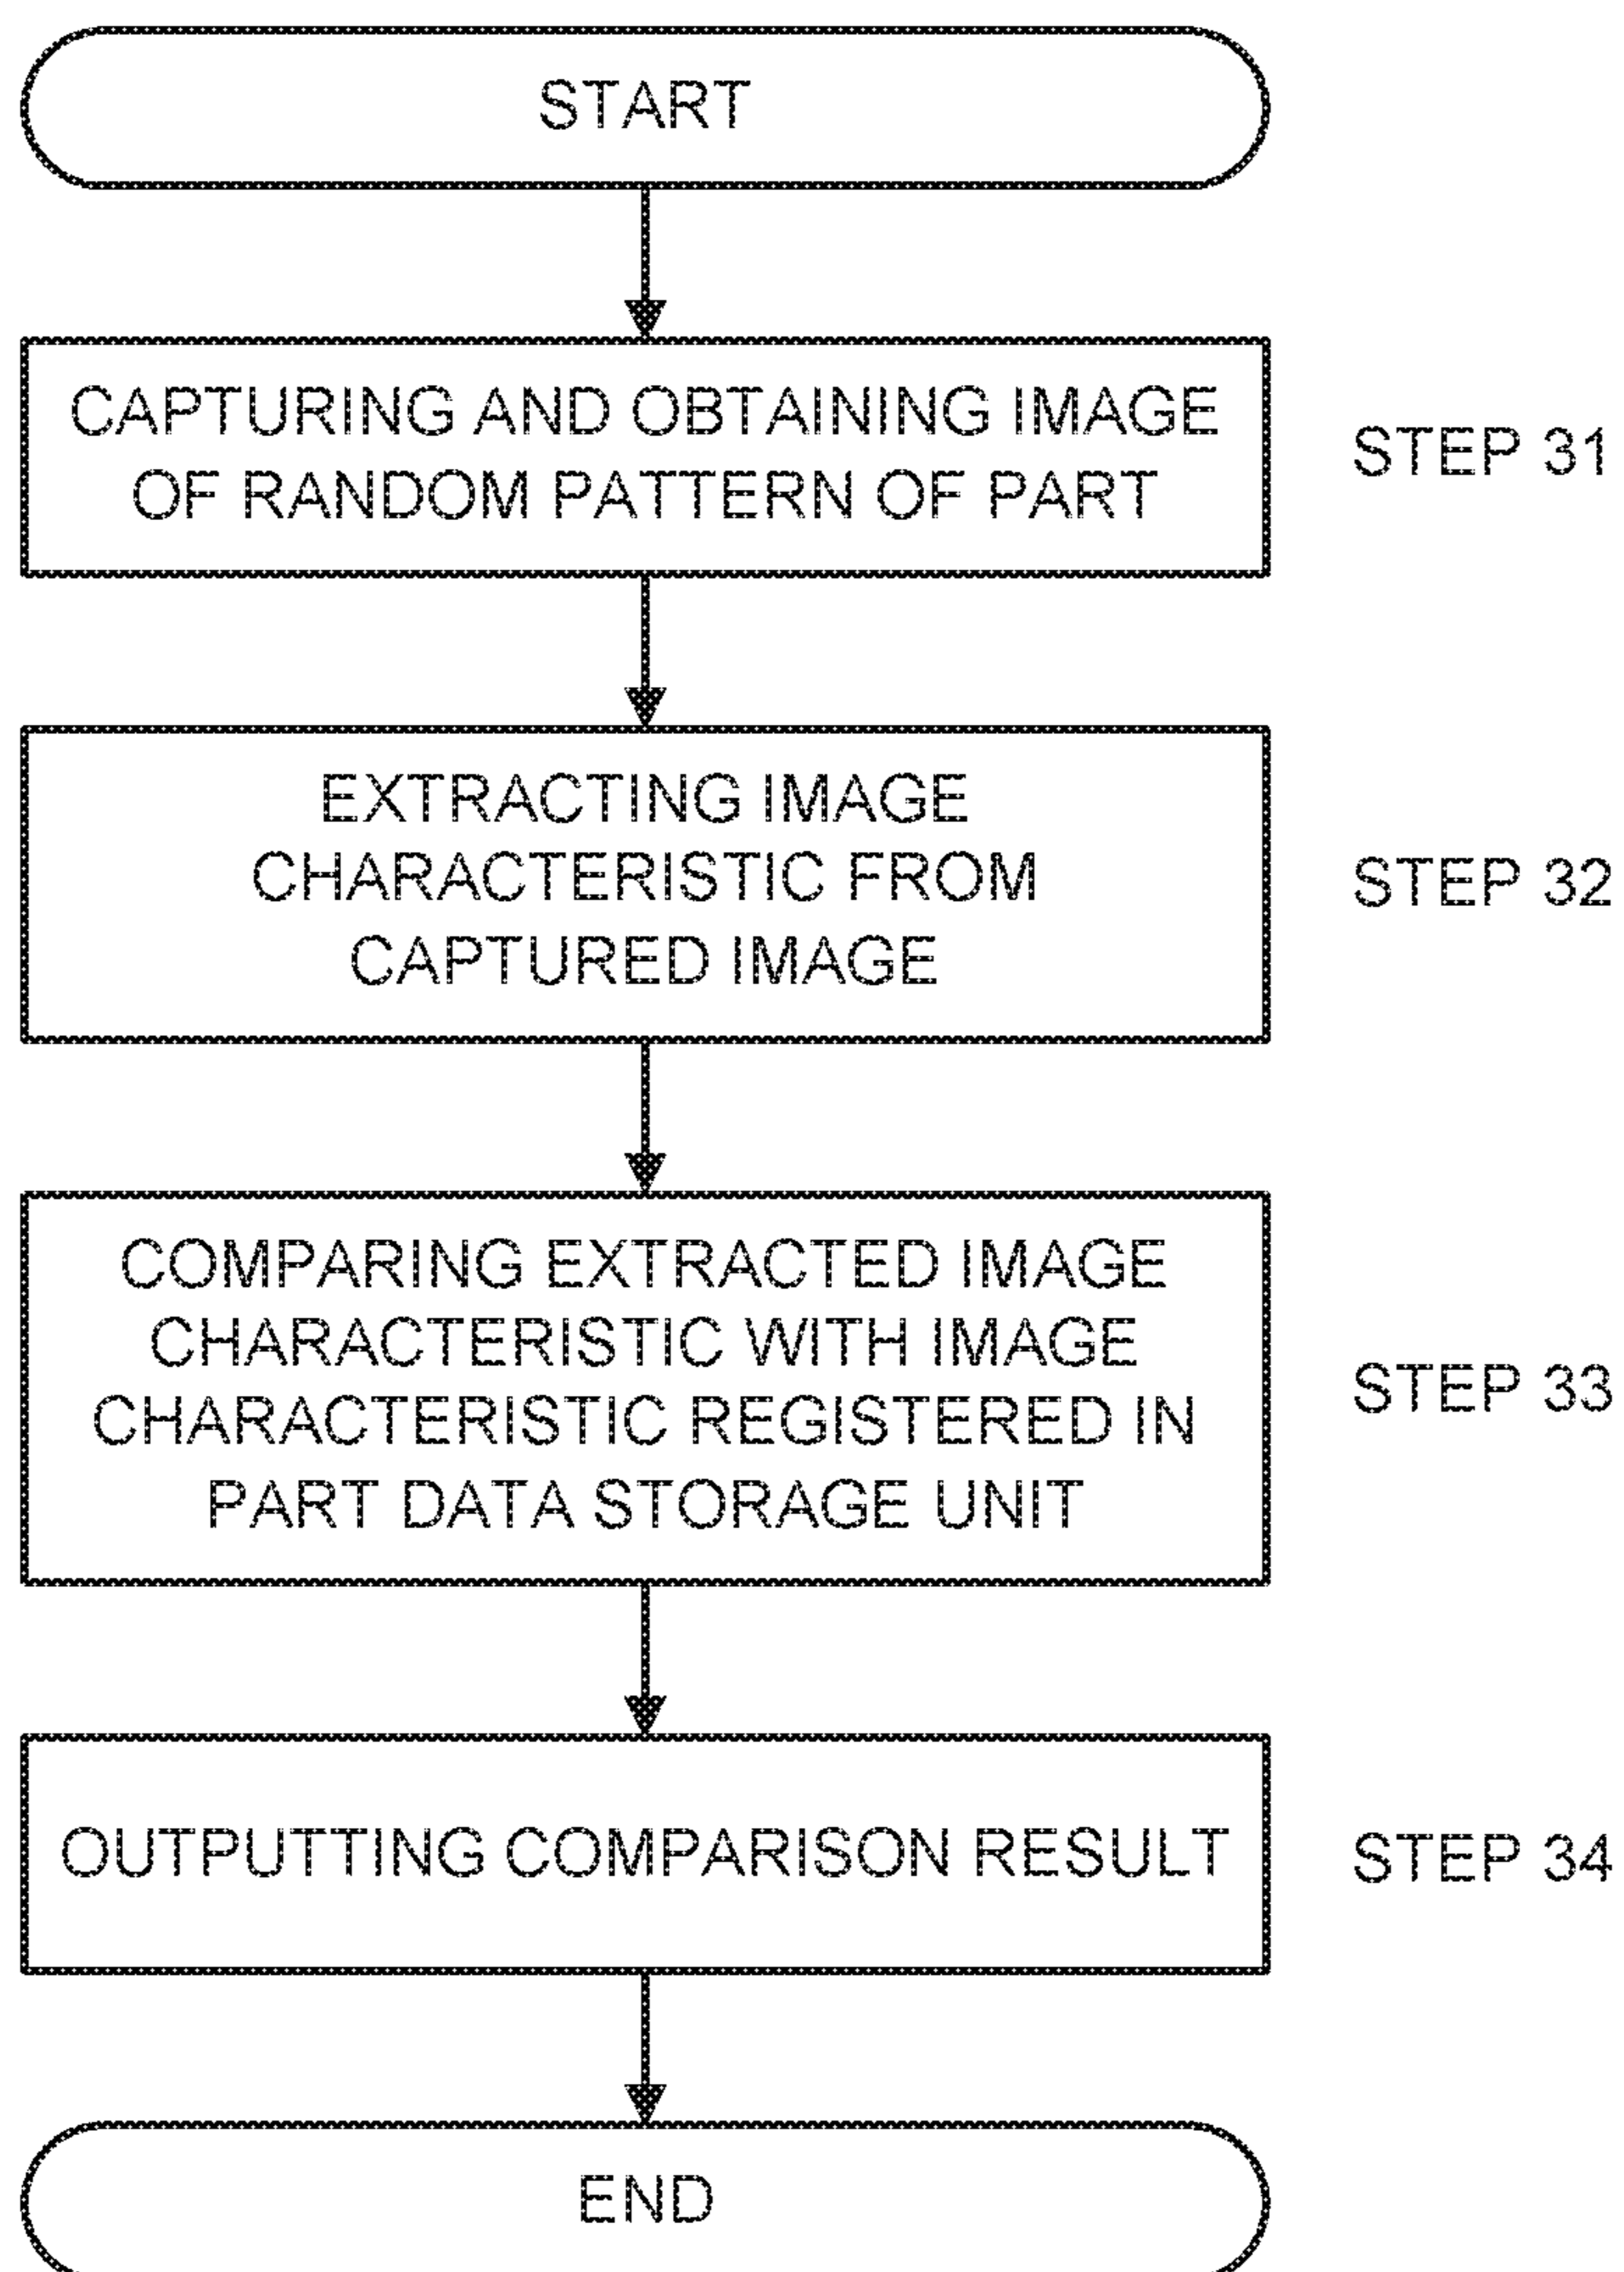 START
CAPTURING AND OBTAINING IMAGE
OF RANDOM PATTERN OF PART
STEP 31
EXTRACTING IMAGE
CHARACTERISTIC FROM
CAPTURED IMAGE
STEP 32
COMPARING EXTRACTED IMAGE
CHARACTERISTIC WITH IMAGE
CHARACTERISTIC REGISTERED IN
PART DATA STORAGE UNIT
STEP 33
OUTPUTTING COMPARISON RESULT
STEP 34
END